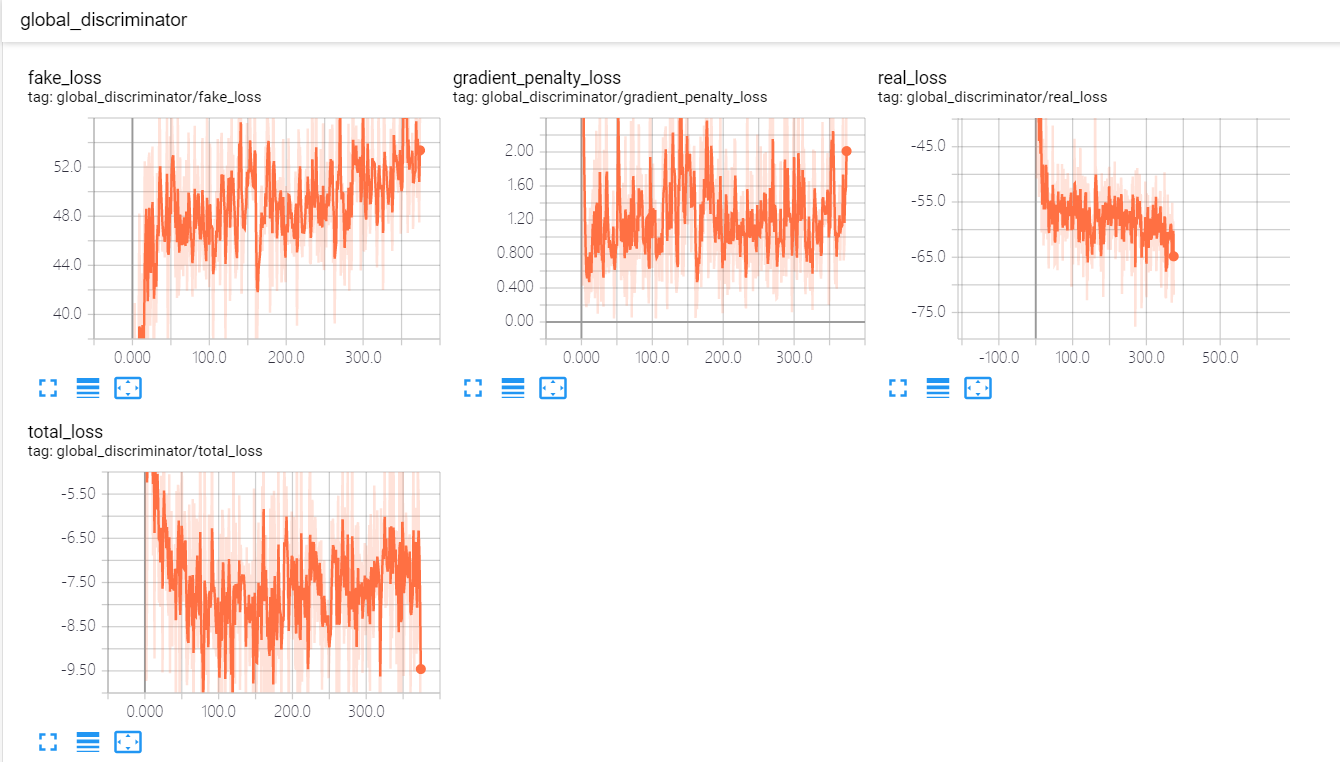 global_discriminator
fake_loss
tag: global_discriminator/fake_loss
52.0
48.0
44.0
40.0
0.000 100.0 200.0 300.0
gradient_penalty_loss
tag: global_discriminator/gradient_penalty_loss
2.00
1.60
1.20
0.800
0.400
0.00
0.000 100.0 200.0 300.0
real_loss
tag: global_discriminator/real_loss
-45.0
-55.0
-65.0
-75.0
-100.0 100.0 300.0 500.0
total_loss
tag: global_discriminator/total_loss
-5.50
-6.50
-7.50
-8.50
-9.50
0.000 100.0 200.0 300.0